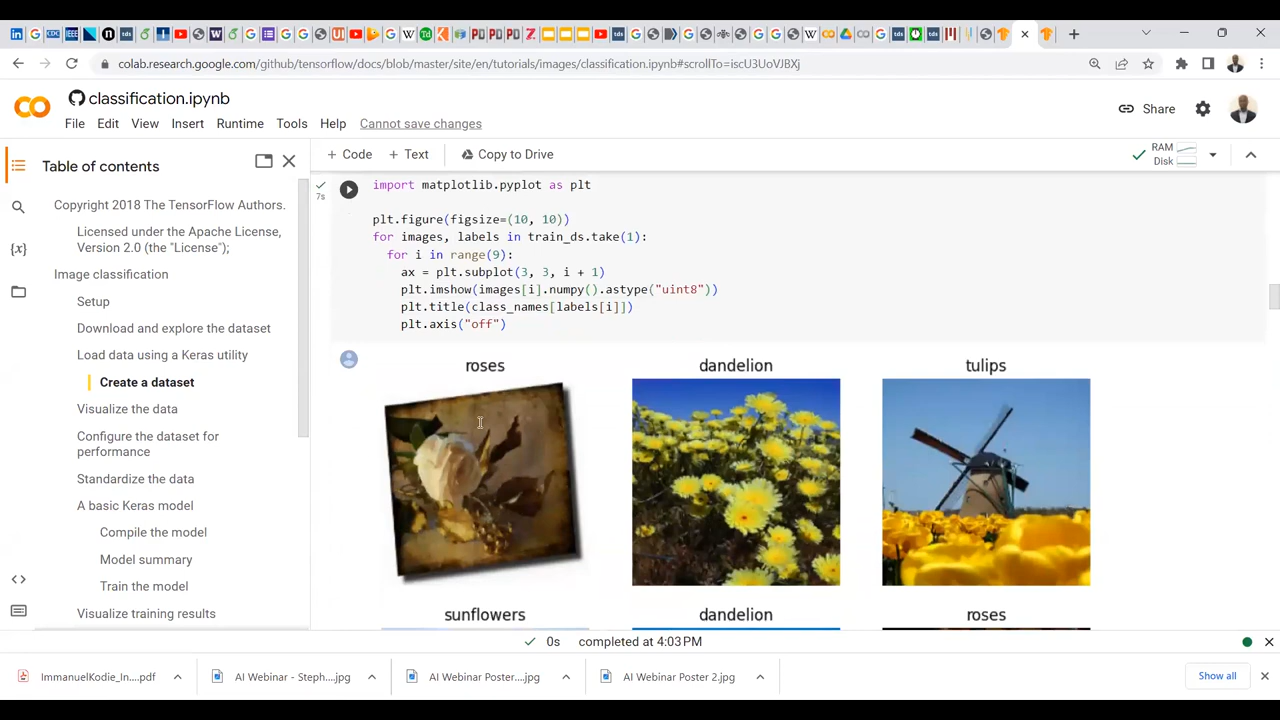 colab.research.google.com/github/tensorflow/docs/blob/master/site/en/tutorials/images/classification.ipynb#scrollTo=iscU3UoVJBXj
classification.ipynb
Share
File Edit View Insert Runtime Tools Help Cannot save changes
Table of contents
+ Code + Text Copy to Drive
RAM
Disk
Copyright 2018 The TensorFlow Authors.
Licensed under the Apache License,
Version 2.0 (the "License");
Image classification
Setup
Download and explore the dataset
Load data using a Keras utility
Create a dataset
Visualize the data
Configure the dataset for
performance
Standardize the data
A basic Keras model
Compile the model
Model summary
Train the model
Visualize training results
7s
import matplotlib.pyplot as plt
plt.figure(figsize=(10, 10))
for images, labels in train_ds.take(1):
for i in range(9):
ax = plt.subplot(3, 3, i + 1)
plt.imshow(images[i].numpy().astype("uint8"))
plt.title(class_names[labels[i]])
plt.axis("off")
roses dandelion tulips
sunflowers dandelion roses
0s completed at 4:03 PM
ImmanuelKodie_In....pdf
AI Webinar - Steph....jpg
AI Webinar Poster....jpg
AI Webinar Poster 2.jpg
Show all